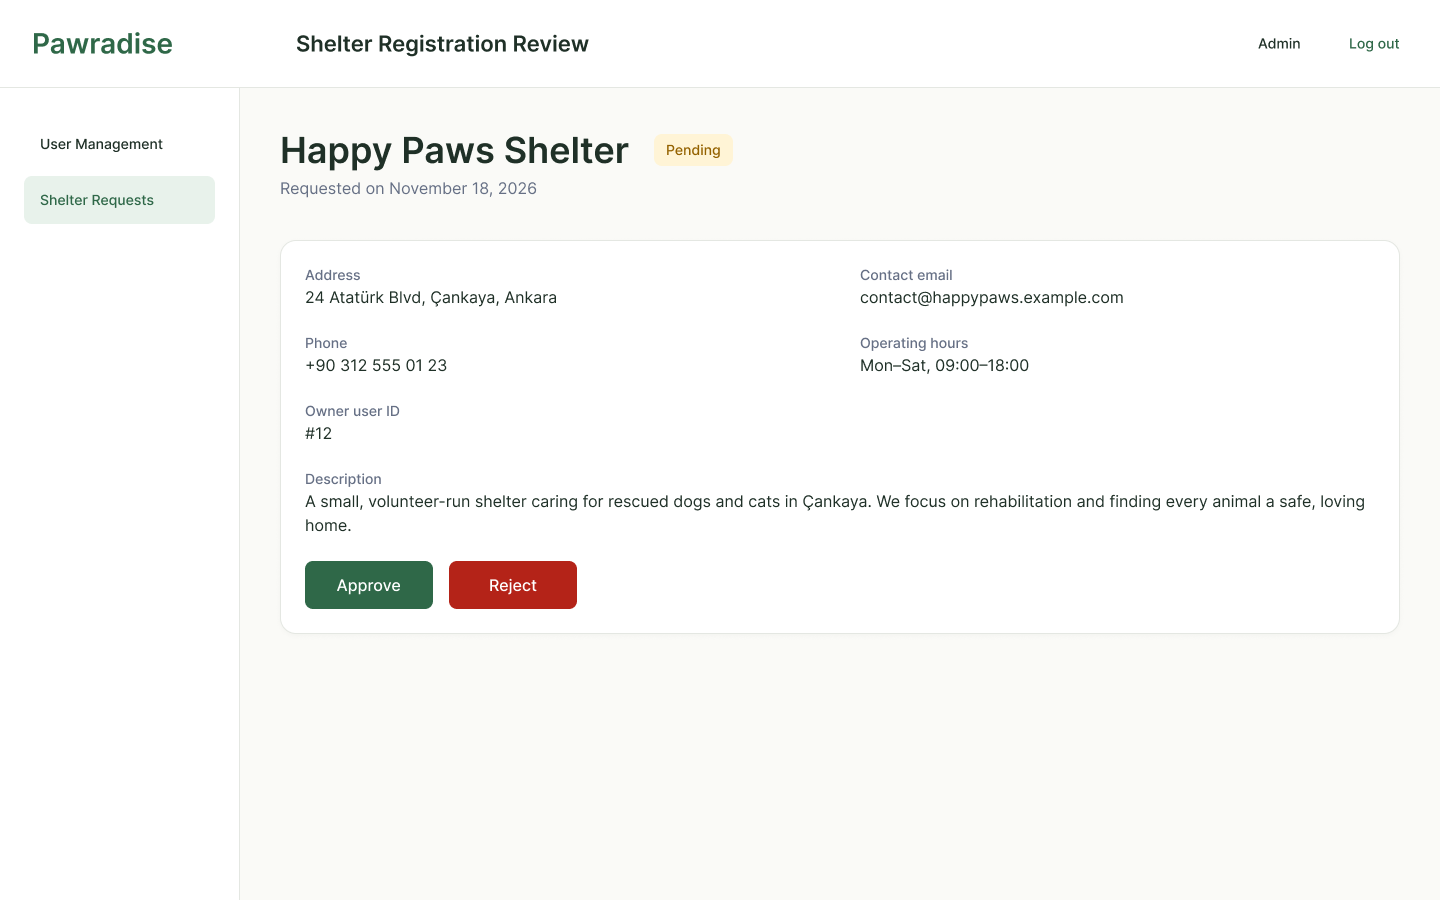 Pawradise
Shelter Registration Review
Admin
Log out
User Management
Shelter Requests
Happy Paws Shelter
Pending
Requested on November 18, 2026
Address
24 Atatürk Blvd, Çankaya, Ankara
Contact email
contact@happypaws.example.com
Phone
+90 312 555 01 23
Operating hours
Mon–Sat, 09:00–18:00
Owner user ID
#12
Description
A small, volunteer-run shelter caring for rescued dogs and cats in Çankaya. We focus on rehabilitation and finding every animal a safe, loving
home.
Approve
Reject